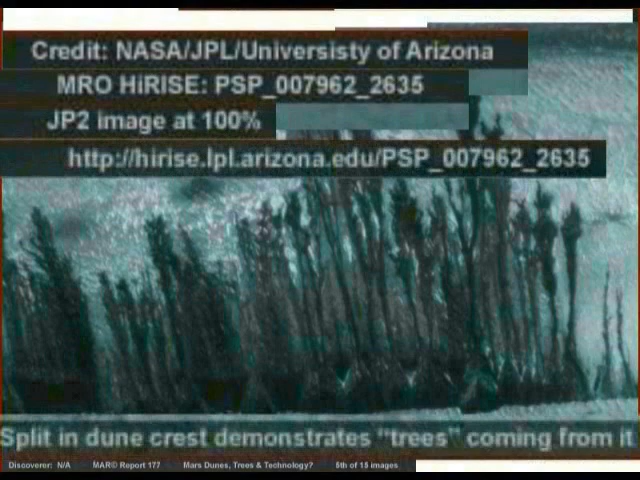 Credit: NASA/JPL/Universisty of Arizona
MRO HiRISE: PSP_007962_2635
JP2 image at 100%
http://hirise.lpl.arizona.edu/PSP_007962_2635
Split in dune crest demonstrates "trees" coming from it
Discoverer: N/A MAR© Report 177 Mars Dunes, Trees & Technology? 5th of 15 images